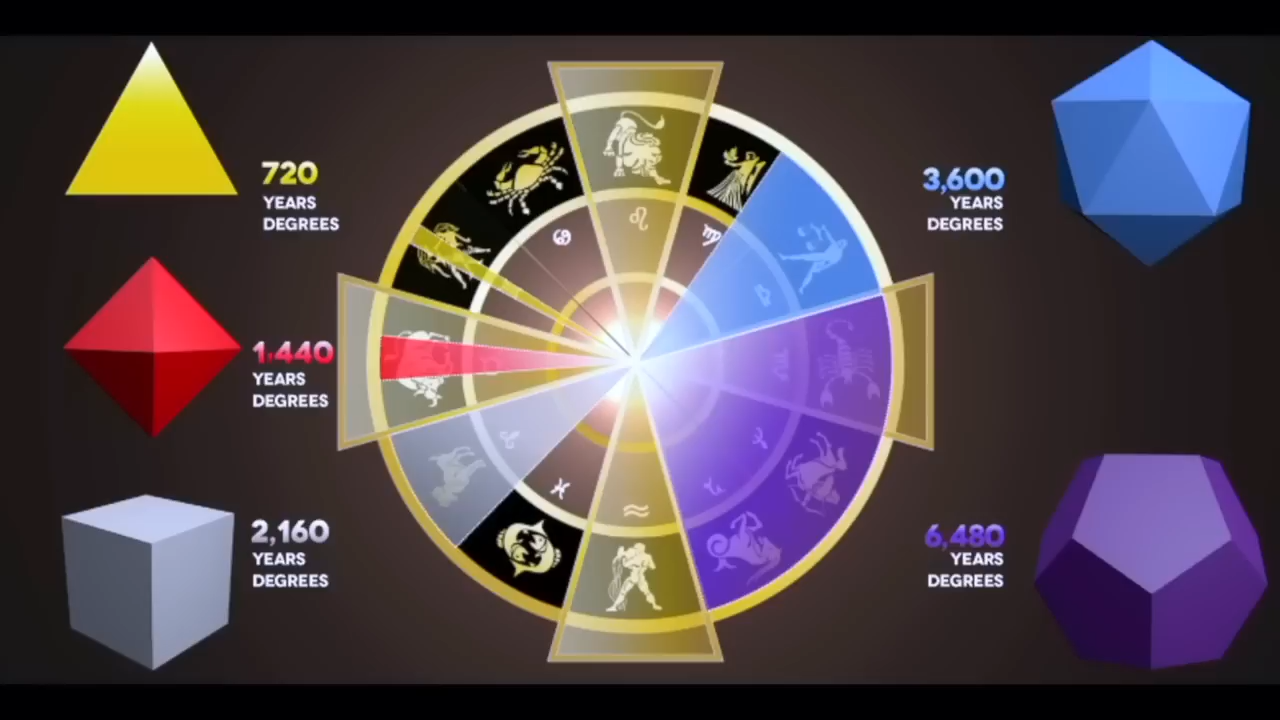 720
YEARS
DEGREES
1,440
YEARS
DEGREES
2,160
YEARS
DEGREES
3,600
YEARS
DEGREES
6,480
YEARS
DEGREES